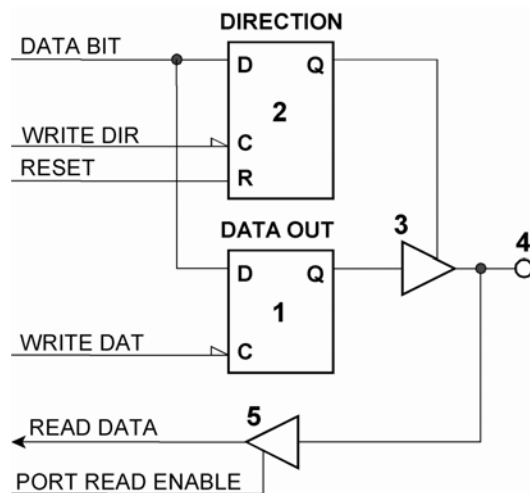 DIRECTION
DATA BIT
D Q
2
WRITE DIR
C
RESET
R
DATA OUT
3
4
D Q
1
WRITE DAT
C
5
READ DATA
PORT READ ENABLE